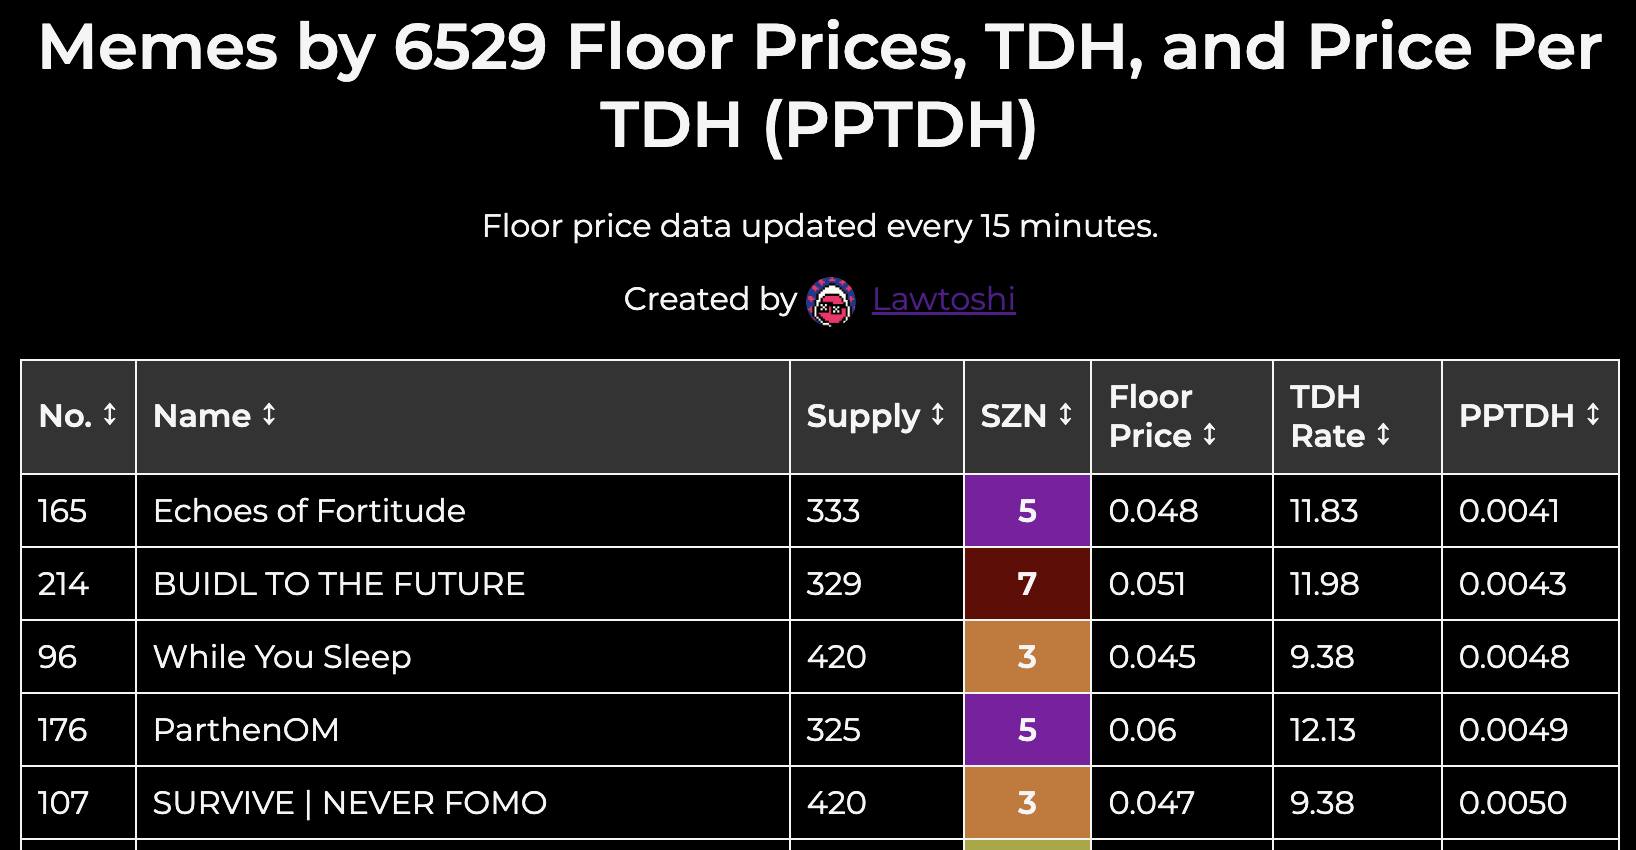 Memes by 6529 Floor Prices, TDH, and Price Per
TDH (PPTDH)
Floor price data updated every 15 minutes.
Created by Lawtoshi
No. ↕ Name ↕ Supply ↕ SZN ↕ Floor Price ↕ TDH Rate ↕ PPTDH ↕
165 Echoes of Fortitude 333 5 0.048 11.83 0.0041
214 BUIDL TO THE FUTURE 329 7 0.051 11.98 0.0043
96 While You Sleep 420 3 0.045 9.38 0.0048
176 ParthenOM 325 5 0.06 12.13 0.0049
107 SURVIVE | NEVER FOMO 420 3 0.047 9.38 0.0050